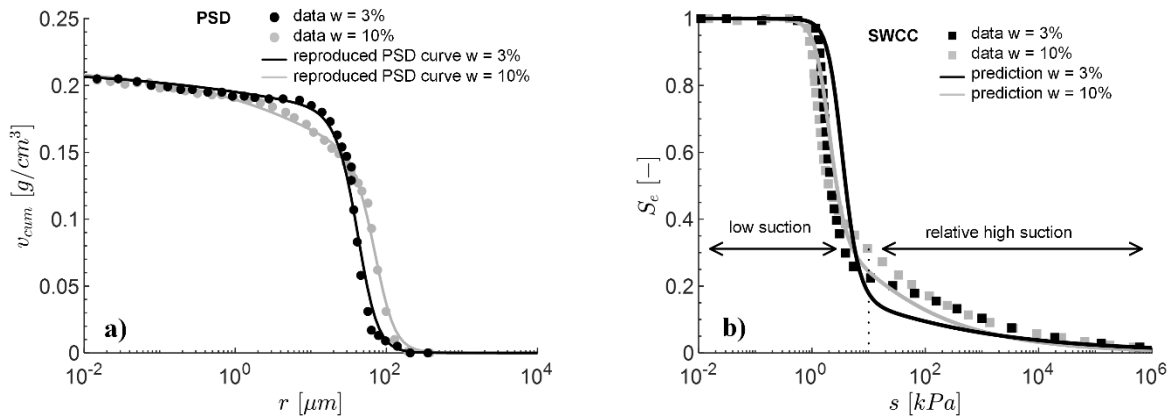 PSD
data w = 3%
data w = 10%
reproduced PSD curve w = 3%
reproduced PSD curve w = 10%
0.25
0.2
0.15
0.1
0.05
0
v_cum [g/cm^3]
a)
10^-2
10^0
10^2
10^4
r [μm]
SWCC
data w = 3%
data w = 10%
prediction w = 3%
prediction w = 10%
1
0.8
0.6
0.4
0.2
0
S_e [-]
low suction
relative high suction
b)
10^-2
10^0
10^2
10^4
10^6
s [kPa]